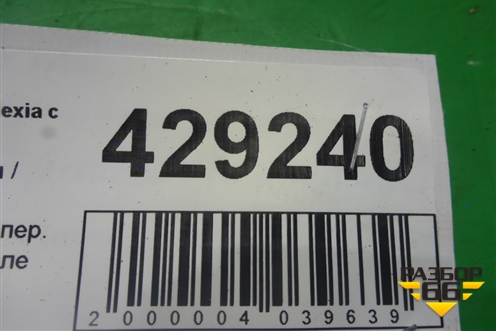 exia с
429240
/
пер.
ле
2 000004 039639
РАЗБОР
66